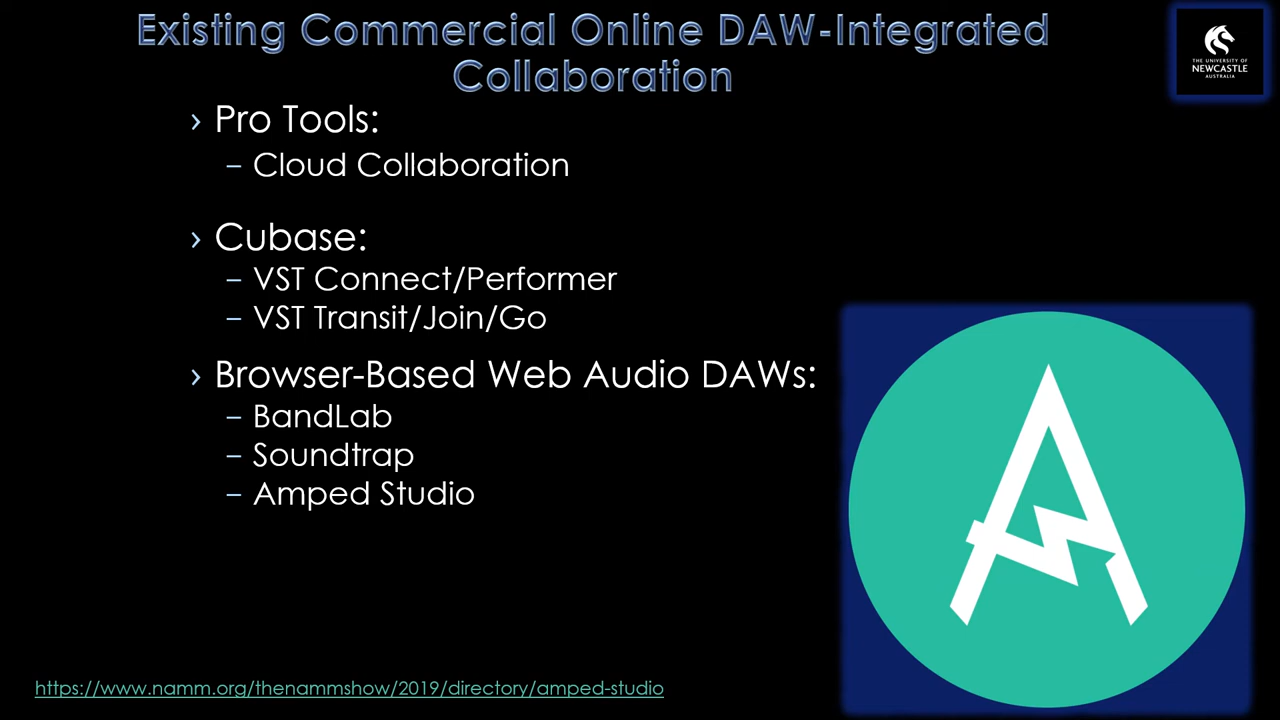 Existing Commercial Online DAW-Integrated
Collaboration
THE UNIVERSITY OF
NEWCASTLE
AUSTRALIA
› Pro Tools:
– Cloud Collaboration
› Cubase:
– VST Connect/Performer
– VST Transit/Join/Go
› Browser-Based Web Audio DAWs:
– BandLab
– Soundtrap
– Amped Studio
https://www.namm.org/thenammshow/2019/directory/amped-studio